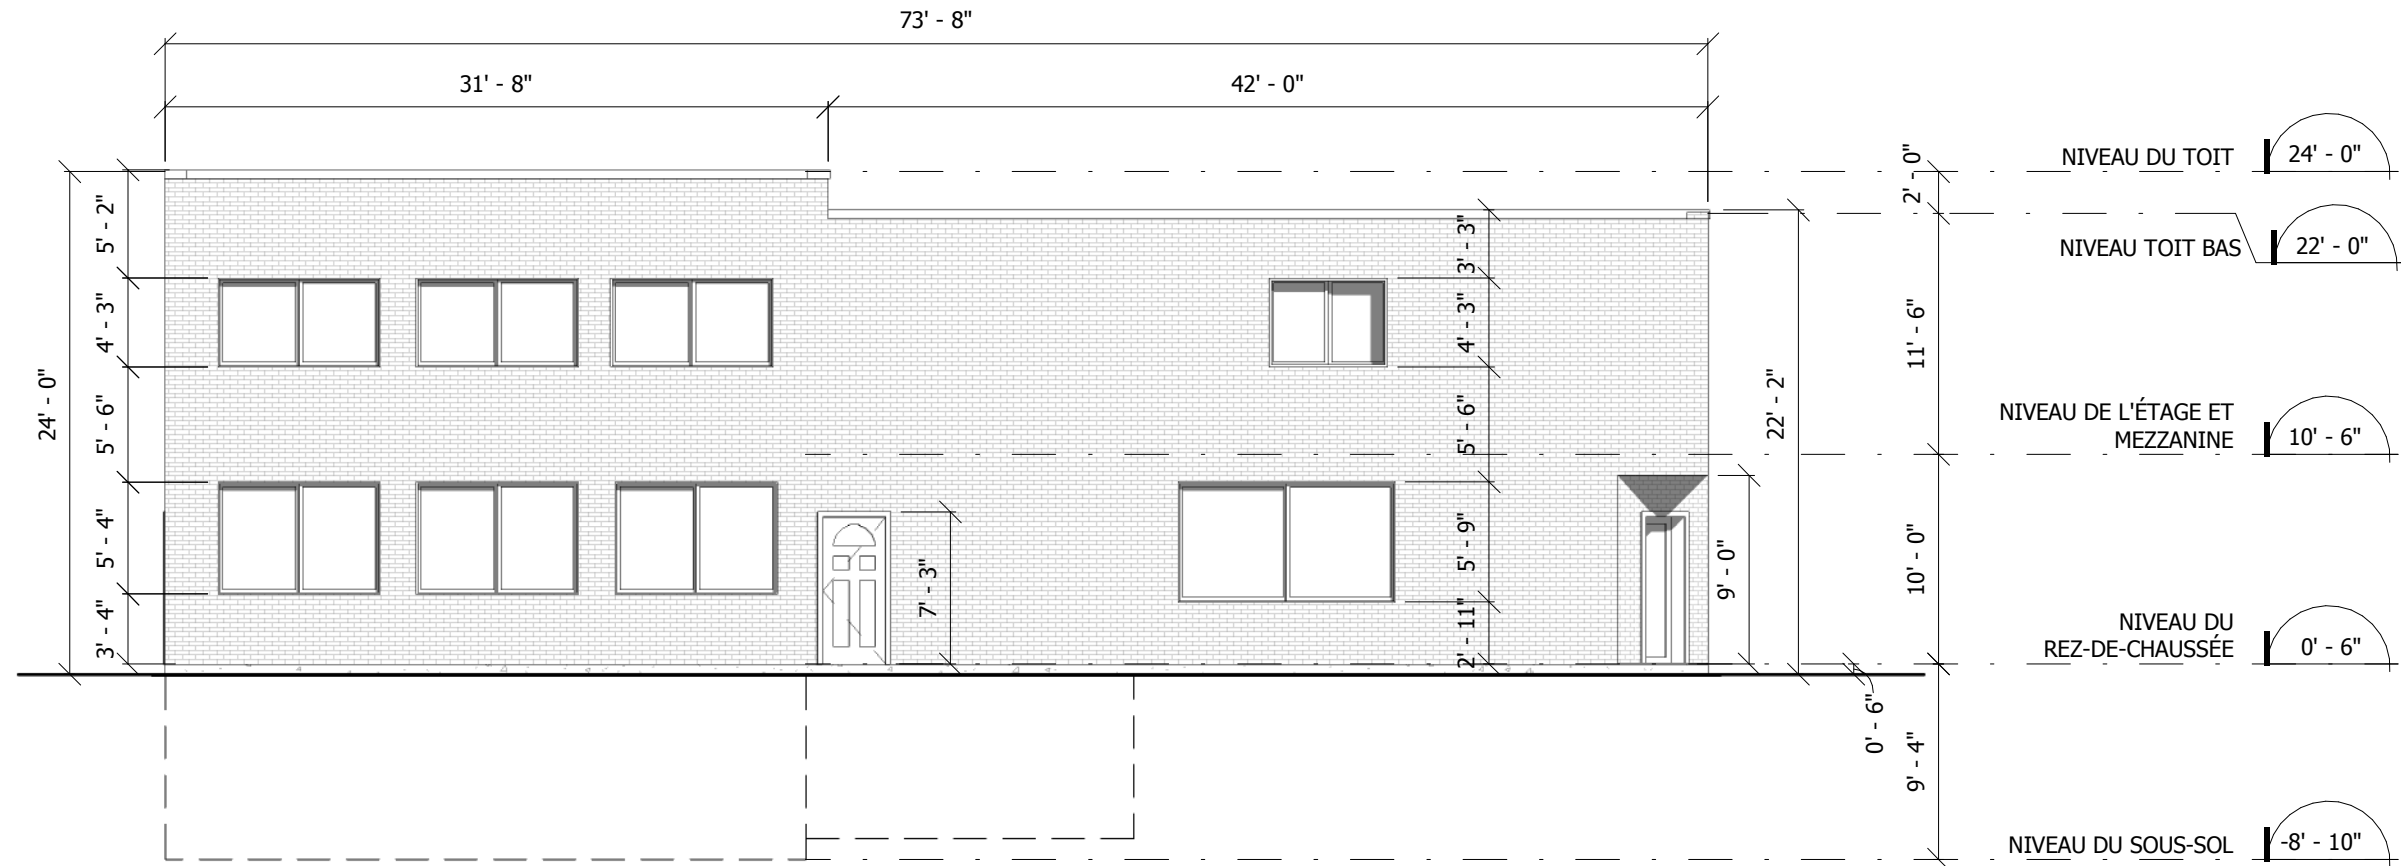 73' - 8"
31' - 8"
42' - 0"
24' - 0"
5' - 2"
4' - 3"
5' - 6"
5' - 4"
3' - 4"
7' - 3"
3' - 3"
4' - 3"
5' - 6"
5' - 9"
2' - 11"
9' - 0"
22' - 2"
0' - 6"
2' - 0"
11' - 6"
10' - 0"
9' - 4"
NIVEAU DU TOIT 24' - 0"
NIVEAU TOIT BAS 22' - 0"
NIVEAU DE L'ÉTAGE ET
MEZZANINE 10' - 6"
NIVEAU DU
REZ-DE-CHAUSSÉE 0' - 6"
NIVEAU DU SOUS-SOL -8' - 10"